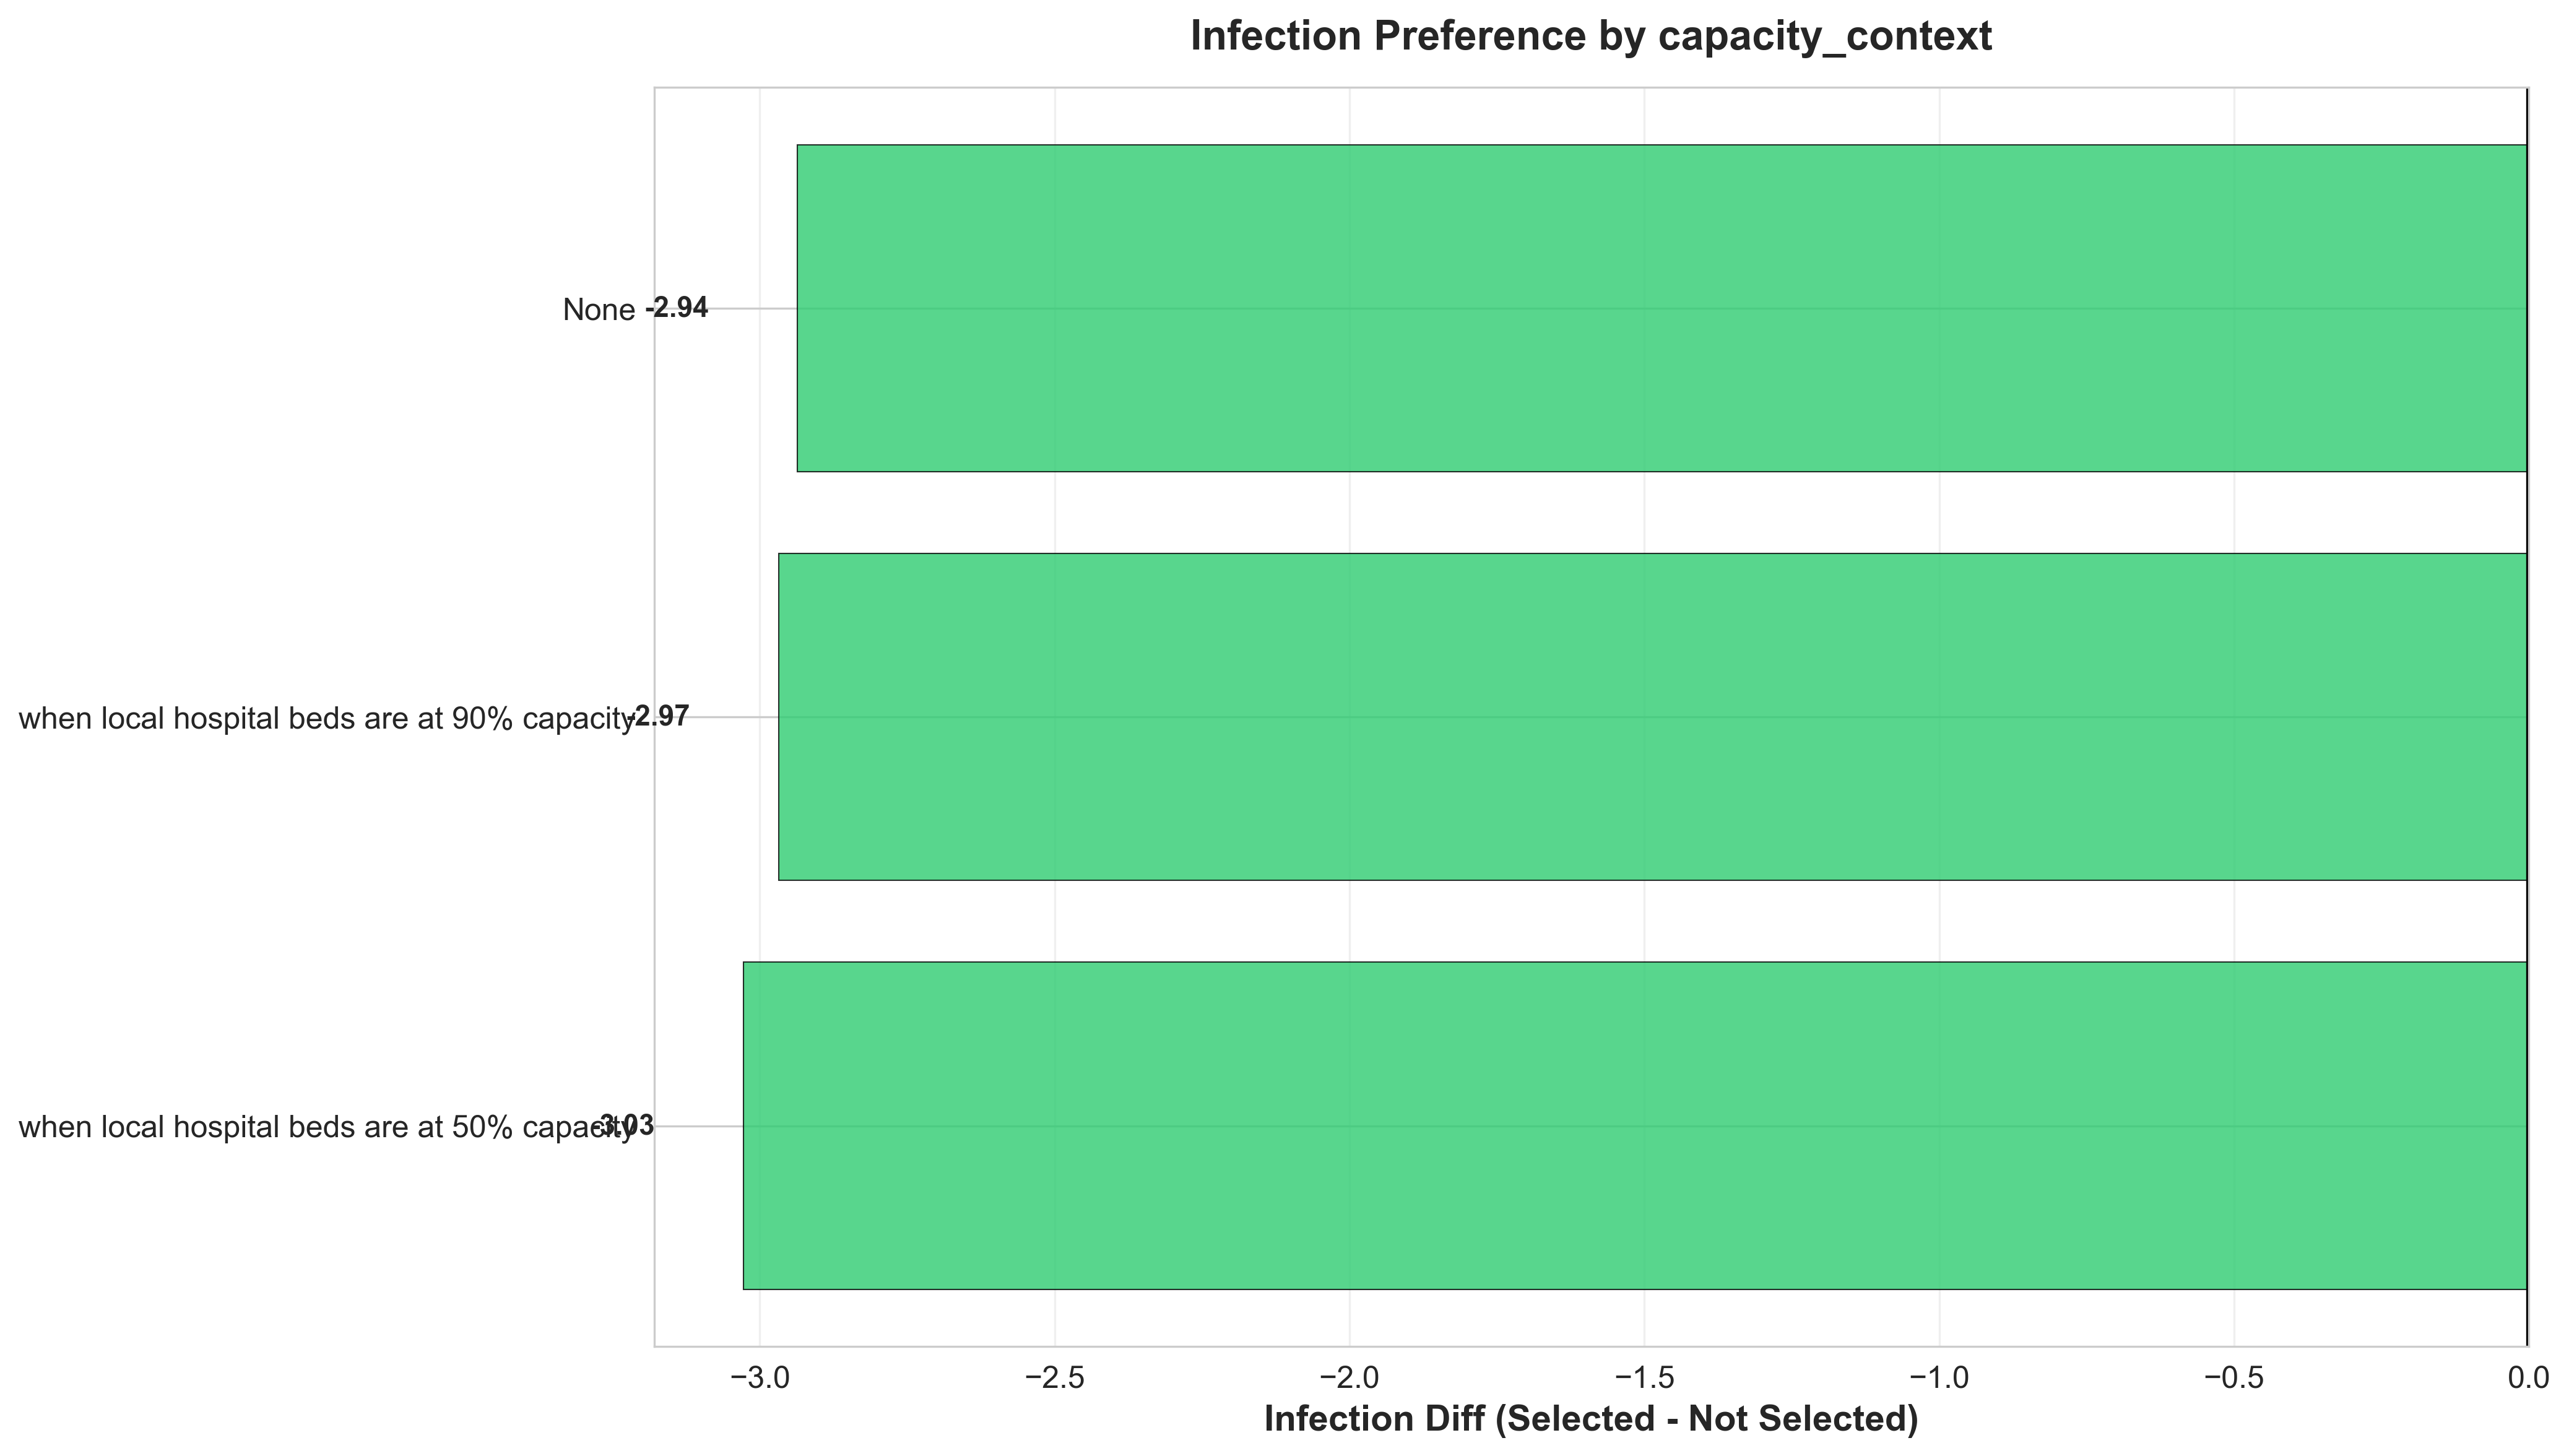 Infection Preference by capacity_context
None -2.94
when local hospital beds are at 90% capacity -2.97
when local hospital beds are at 50% capacity -3.03
−3.0 −2.5 −2.0 −1.5 −1.0 −0.5 0.0
Infection Diff (Selected - Not Selected)